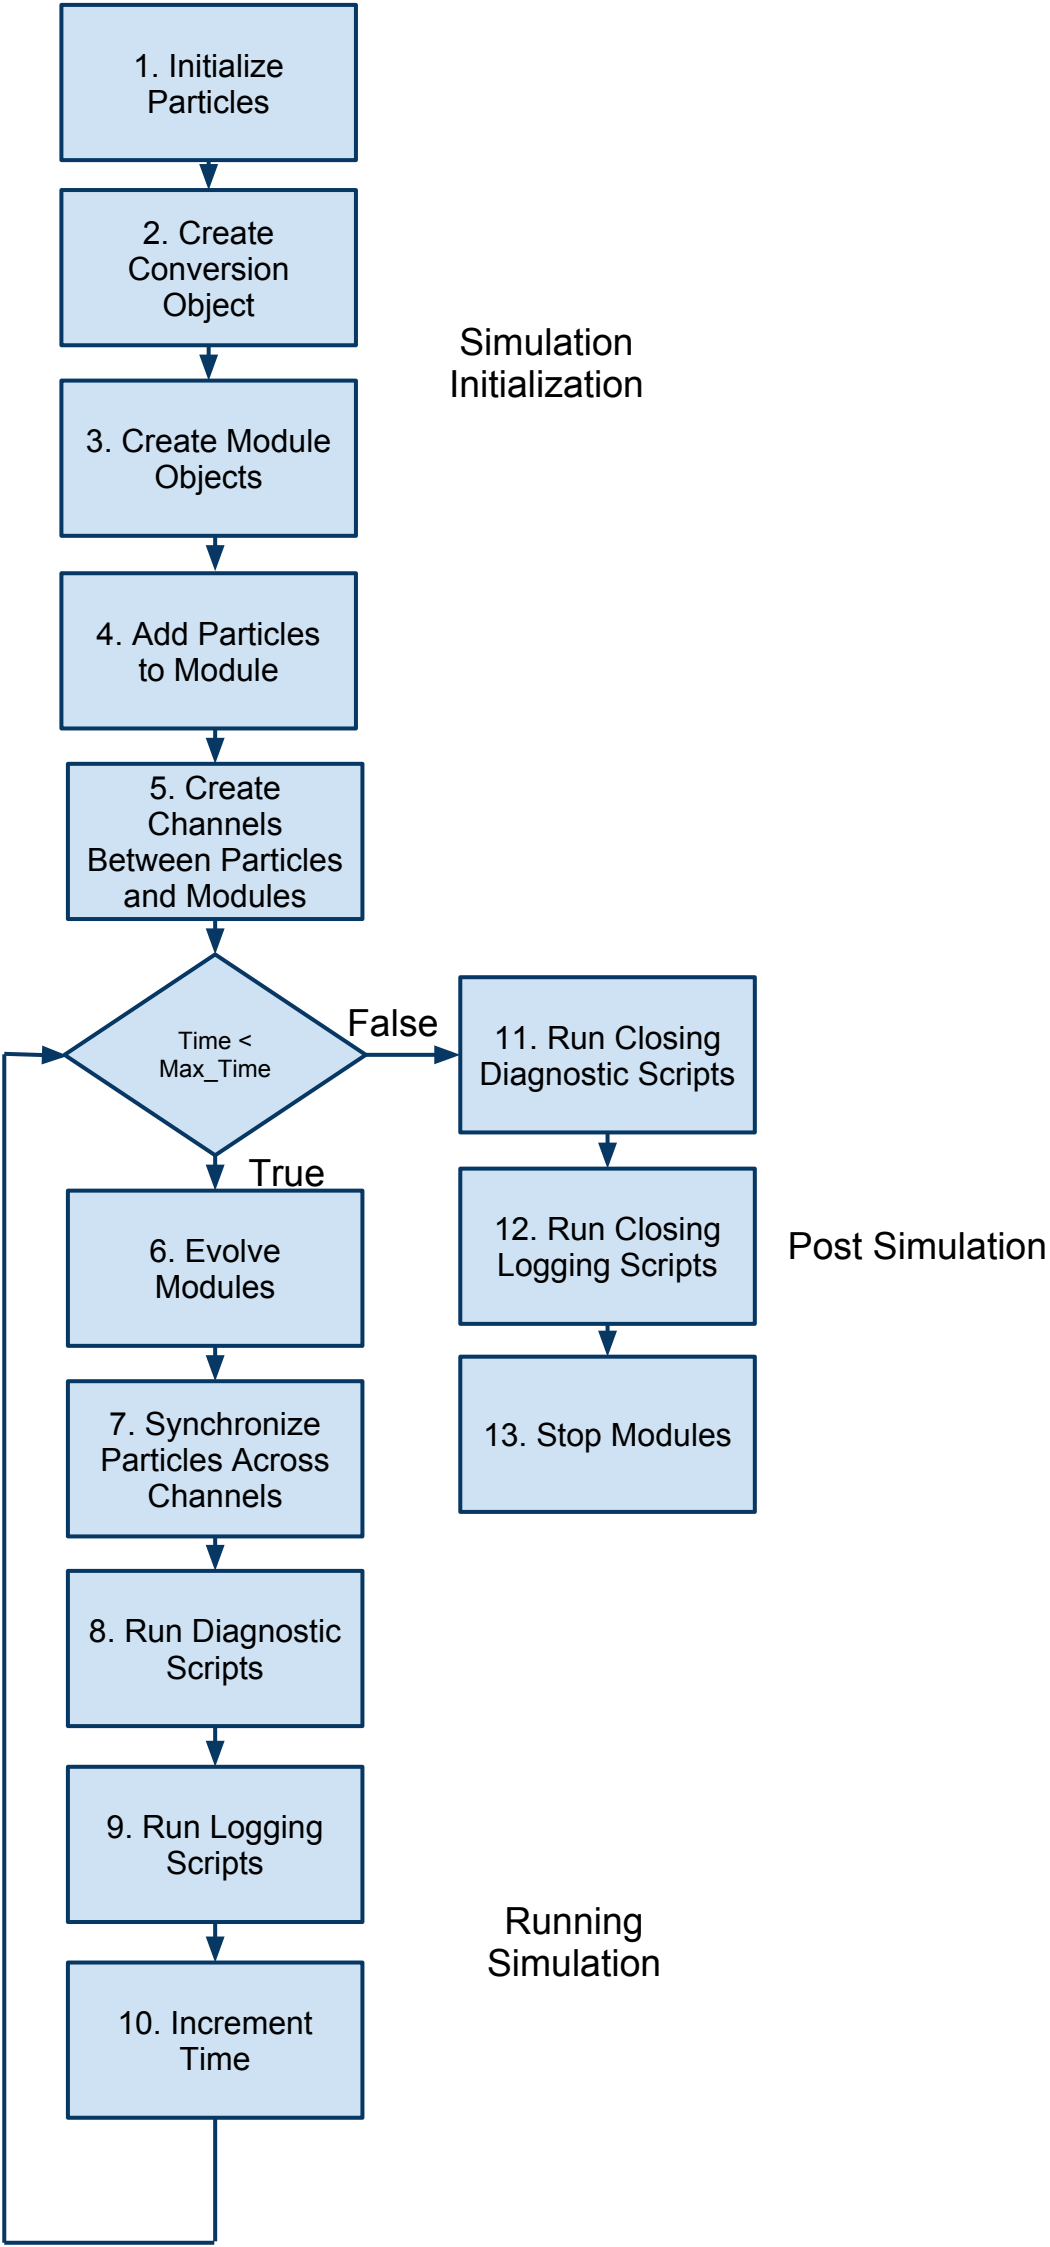 1. Initialize
Particles
2. Create
Conversion
Object
Simulation
Initialization
3. Create Module
Objects
4. Add Particles
to Module
5. Create
Channels
Between Particles
and Modules
Time <
Max_Time
False
True
11. Run Closing
Diagnostic Scripts
12. Run Closing
Logging Scripts
Post Simulation
13. Stop Modules
6. Evolve
Modules
7. Synchronize
Particles Across
Channels
8. Run Diagnostic
Scripts
9. Run Logging
Scripts
Running
Simulation
10. Increment
Time